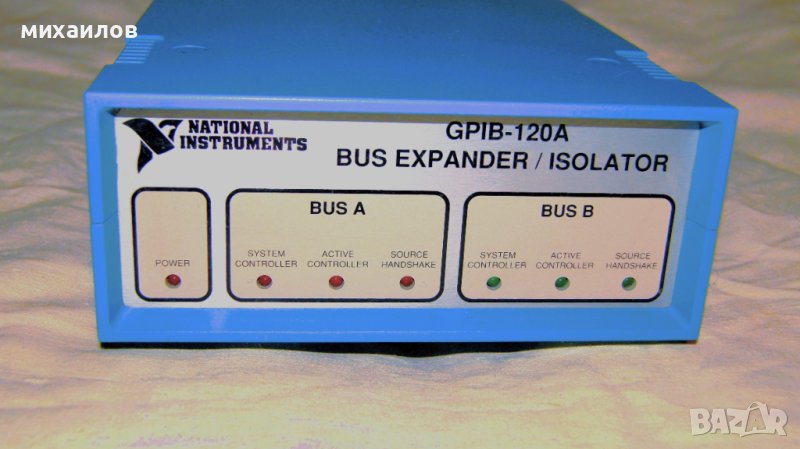 михаилов
NATIONAL
INSTRUMENTS
GPIB-120A
BUS EXPANDER / ISOLATOR
POWER
BUS A
SYSTEM
CONTROLLER
ACTIVE
CONTROLLER
SOURCE
HANDSHAKE
BUS B
SYSTEM
CONTROLLER
ACTIVE
CONTROLLER
SOURCE
HANDSHAKE
BAZAR